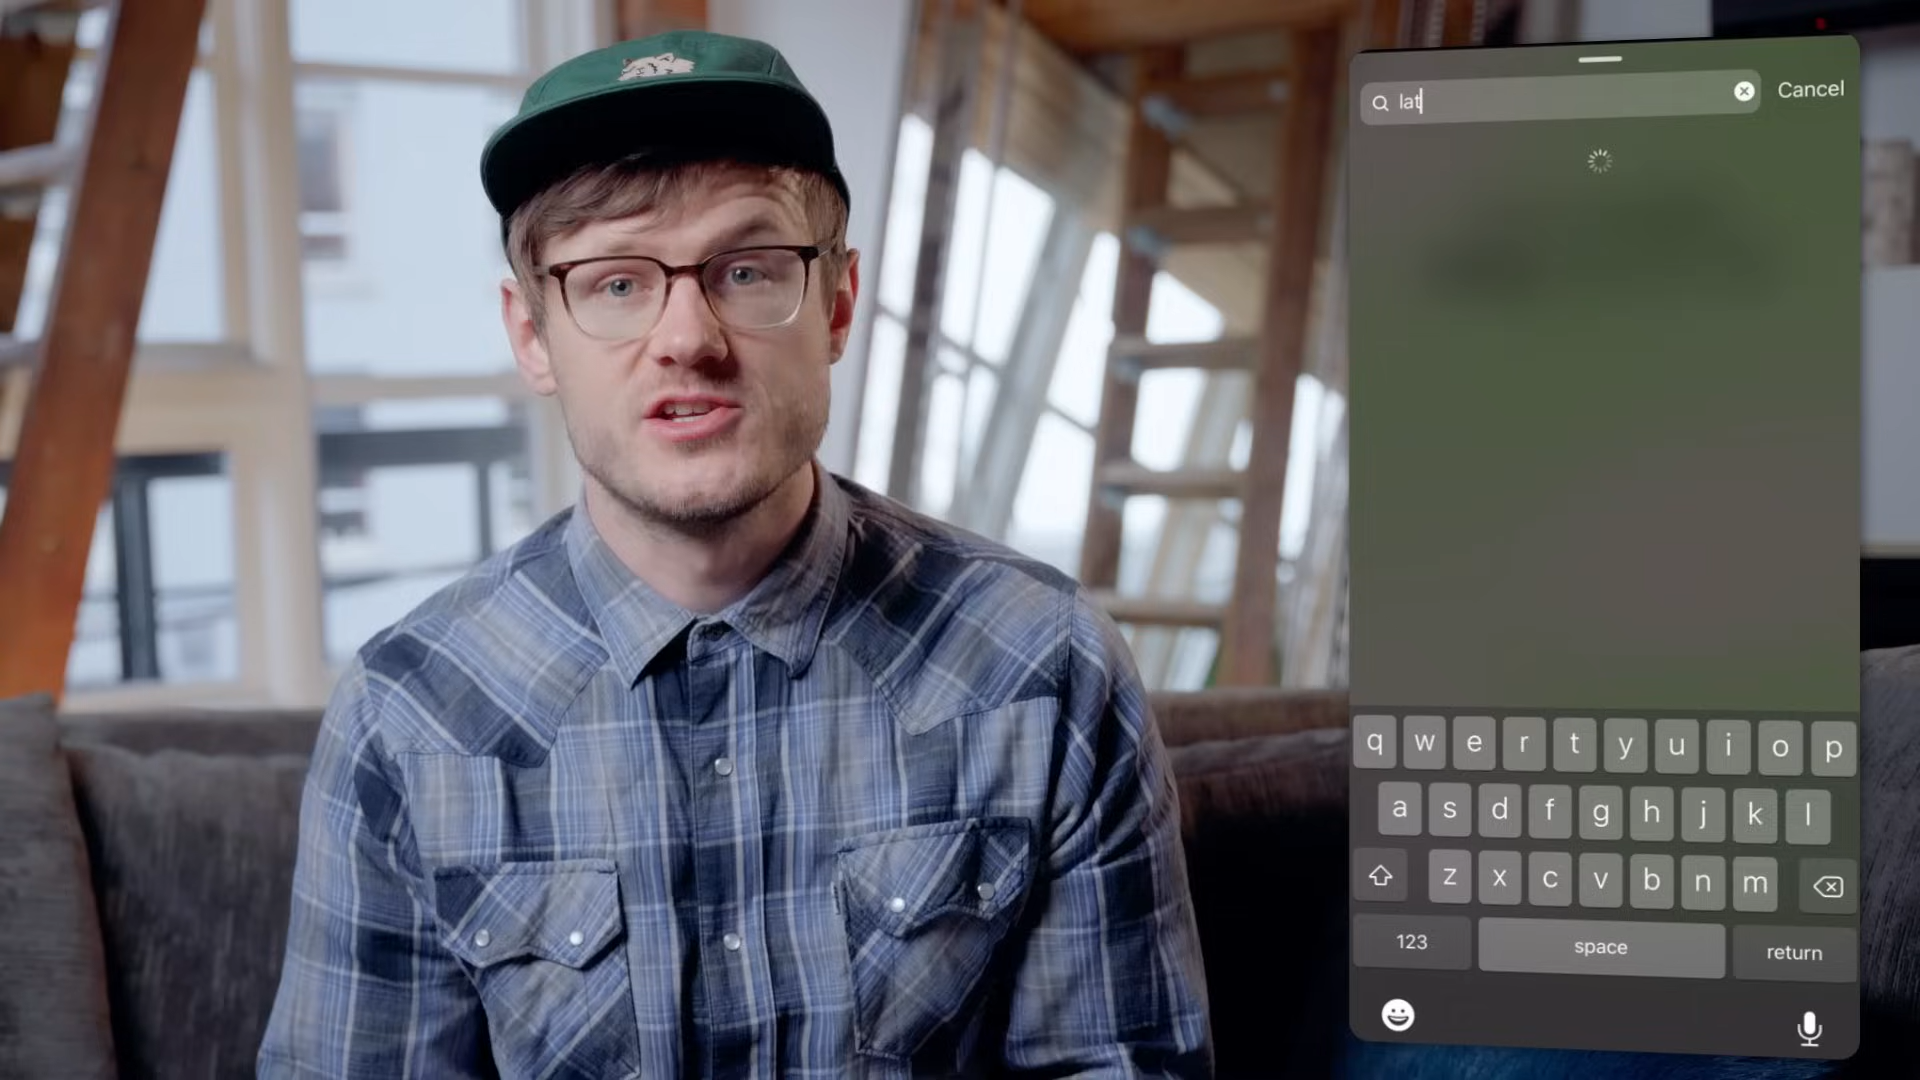 lat
Cancel
q w e r t y u i o p
a s d f g h j k l
z x c v b n m
123 space return